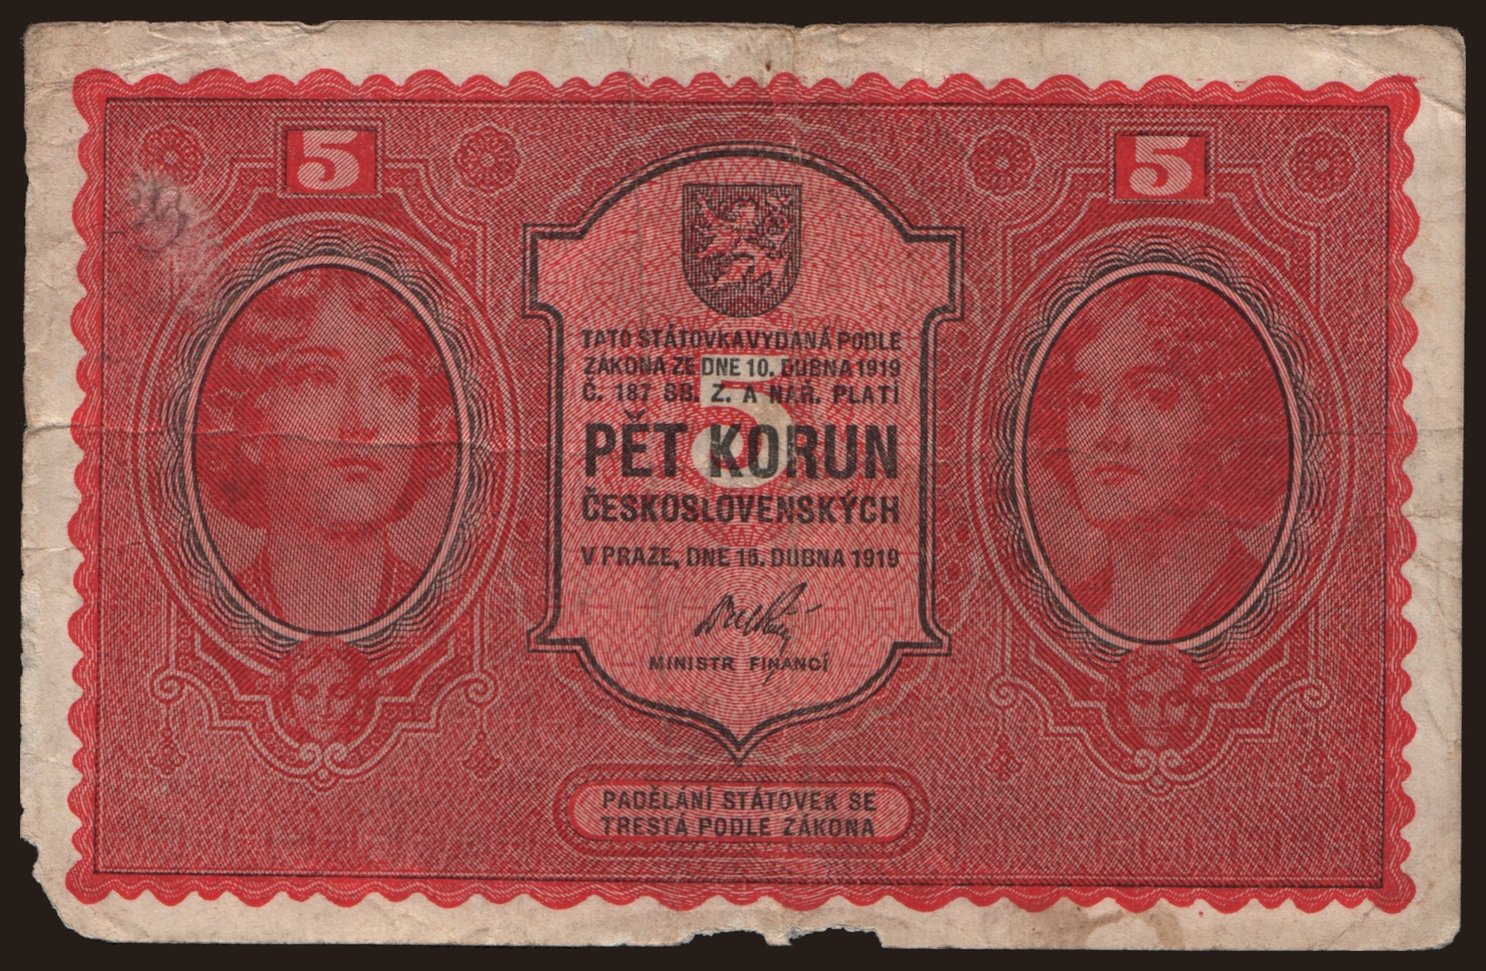 5 5
TATO STÁTOVKA VYDANÁ PODLE
ZÁKONA ZE DNE 10. DUBNA 1919
Č. 187 SB. Z. A NAŘ. PLATÍ
5
PĚT KORUN
ČESKOSLOVENSKÝCH
V PRAZE, DNE 15. DUBNA 1919
MINISTR FINANCÍ
PADĚLÁNÍ STÁTOVEK SE
TRESTÁ PODLE ZÁKONA